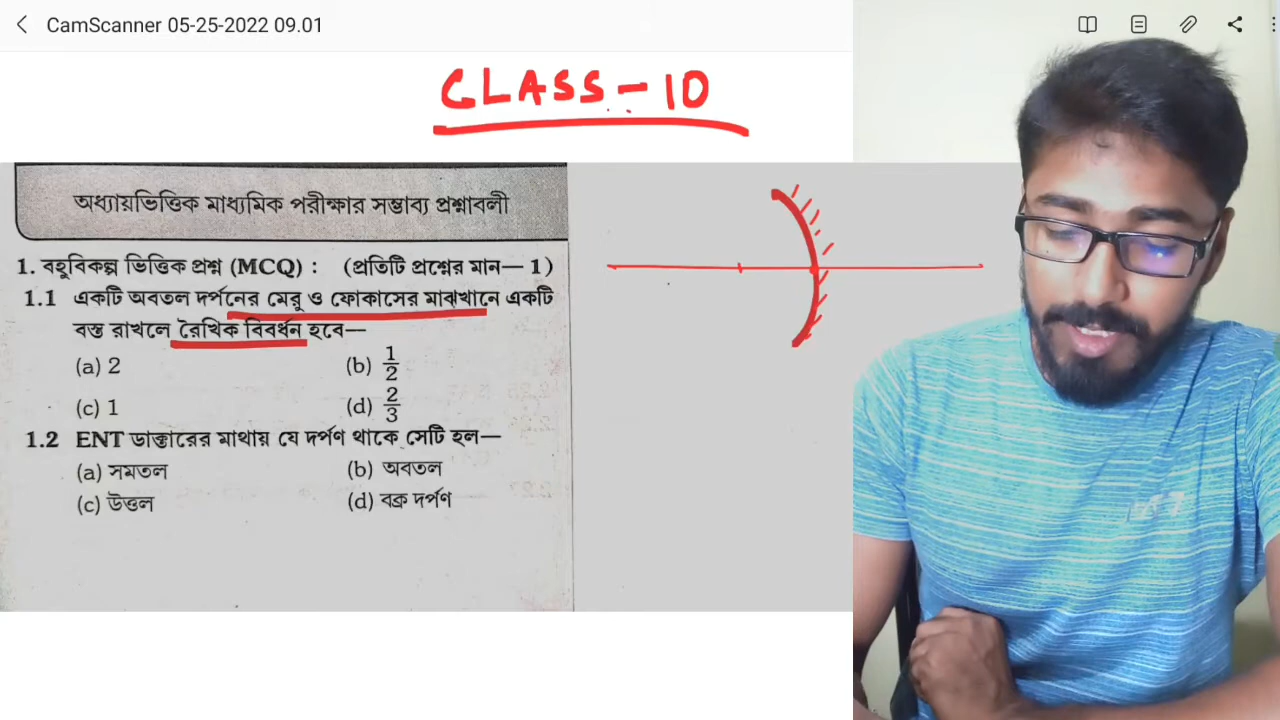 CamScanner 05-25-2022 09.01
CLASS-10
অধ্যায়ভিত্তিক মাধ্যমিক পরীক্ষার সম্ভাব্য প্রশ্নাবলী
1. বহুবিকল্প ভিত্তিক প্রশ্ন (MCQ) : (প্রতিটি প্রশ্নের মান— 1)
1.1 একটি অবতল দর্পনের মেরু ও ফোকাসের মাঝখানে একটি
বস্তু রাখলে রৈখিক বিবর্ধন হবে—
(a) 2 (b) 1/2
(c) 1 (d) 2/3
1.2 ENT ডাক্তারের মাথায় যে দর্পণ থাকে সেটি হল—
(a) সমতল (b) অবতল
(c) উত্তল (d) বক্র দর্পণ